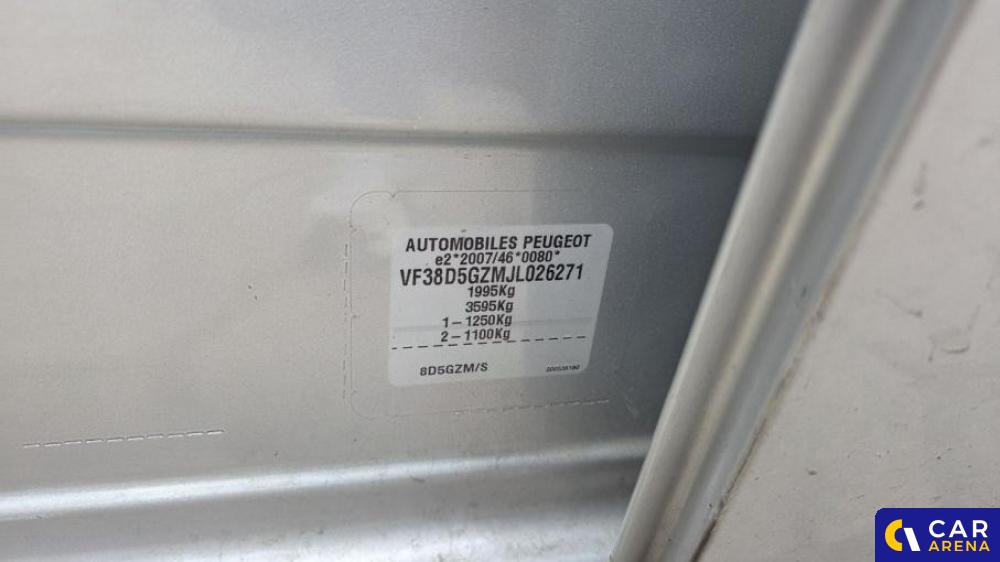 AUTOMOBILES PEUGEOT
e2*2007/46*0080*
VF38D5GZMJL026271
1995Kg
3595Kg
1-1250Kg
2-1100Kg
8D5GZM/S
CAR
ARENA